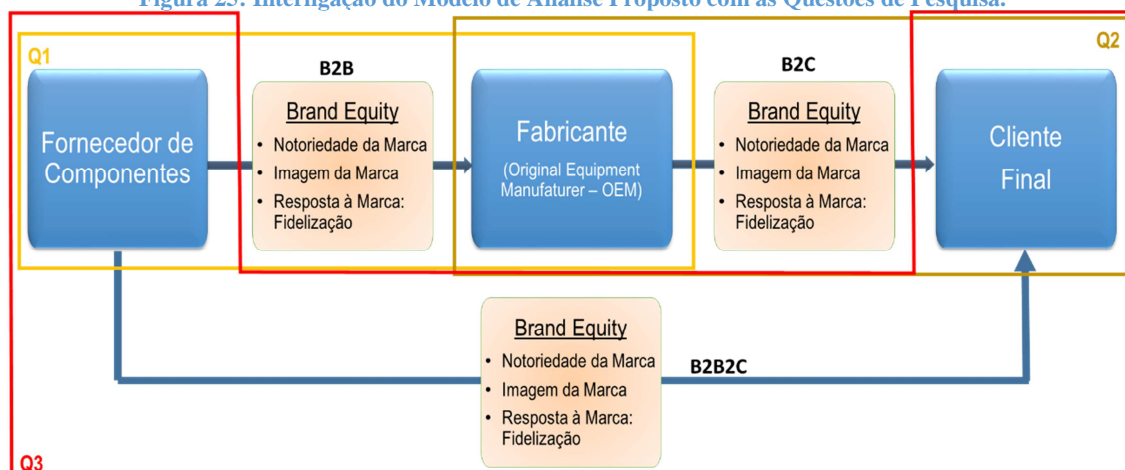 Figura 25: Interligação do Modelo de Análise Proposto com as Questões de Pesquisa.
Q1
B2B
B2C
Q2
Fornecedor de
Componentes
Brand Equity
• Notoriedade da Marca
• Imagem da Marca
• Resposta à Marca:
Fidelização
Fabricante
(Original Equipment
Manufaturer – OEM)
Brand Equity
• Notoriedade da Marca
• Imagem da Marca
• Resposta à Marca:
Fidelização
Cliente
Final
Brand Equity
• Notoriedade da Marca
• Imagem da Marca
• Resposta à Marca:
Fidelização
B2B2C
Q3